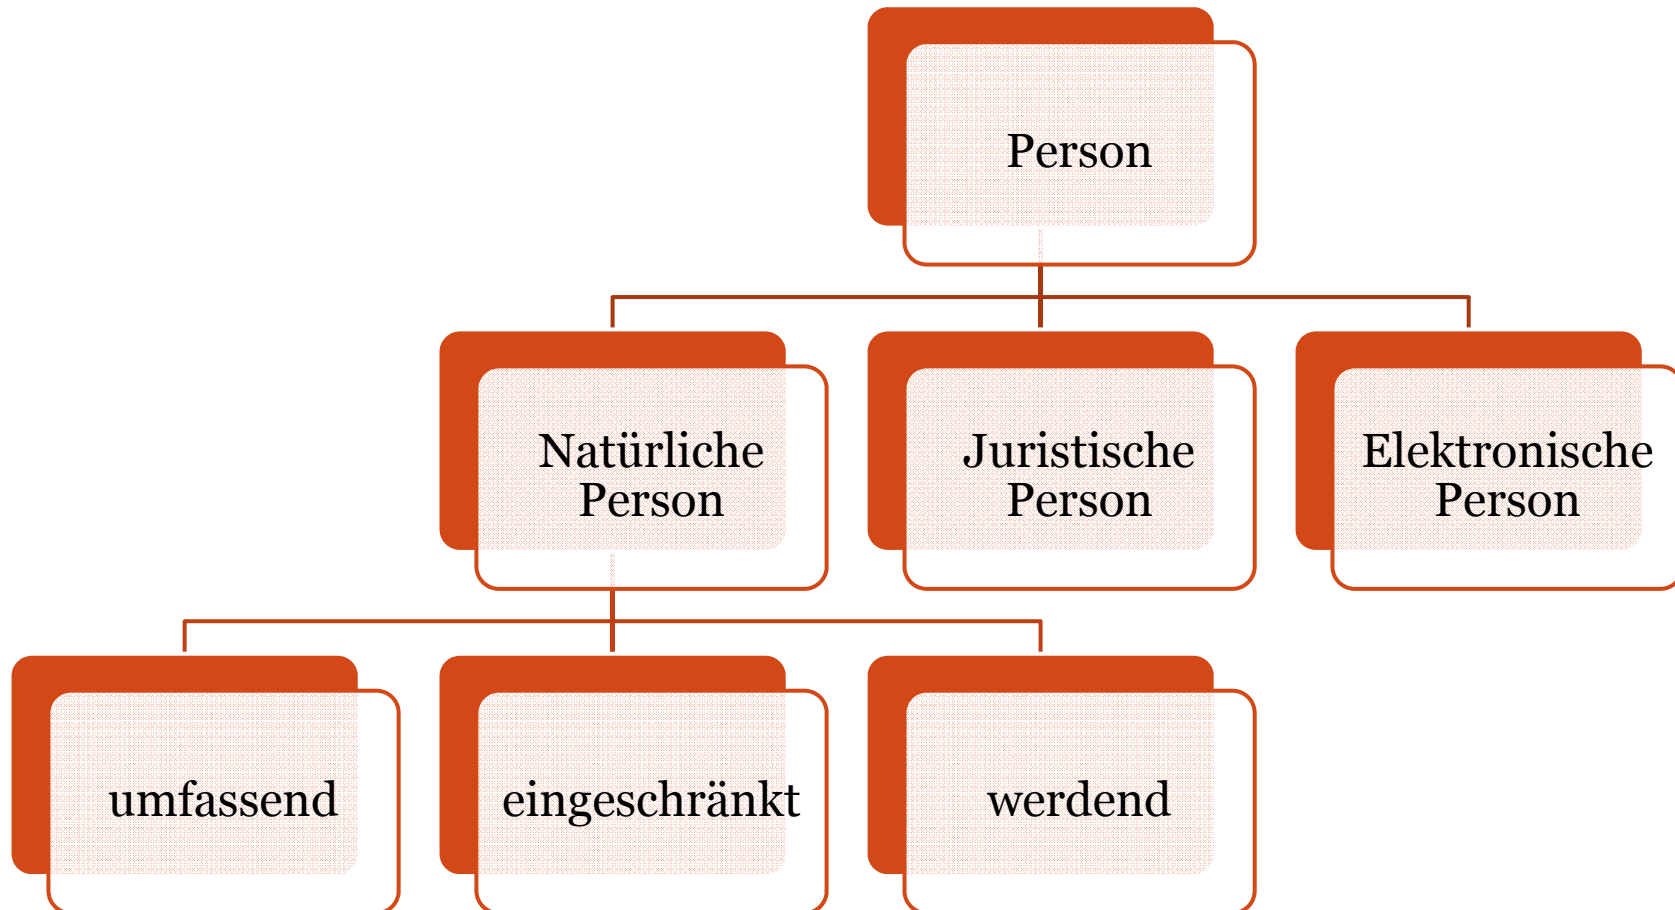 Person
Natürliche
Person
Juristische
Person
Elektronische
Person
umfassend
eingeschränkt
werdend